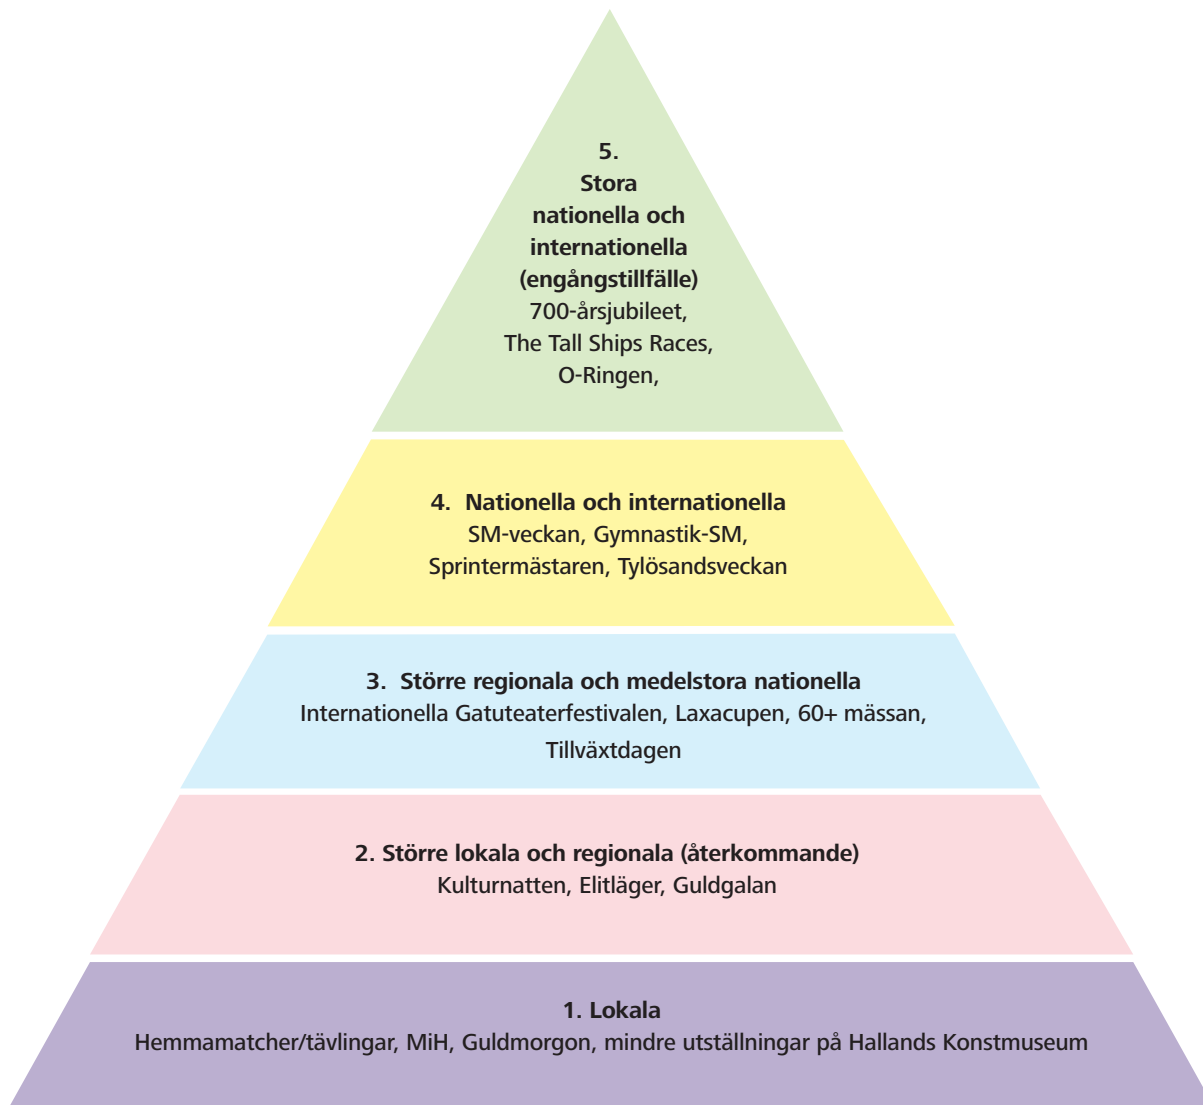 5.
Stora
nationella och
internationella
(engångstillfälle)
700-årsjubileet,
The Tall Ships Races,
O-Ringen,
4. Nationella och internationella
SM-veckan, Gymnastik-SM,
Sprintermästaren, Tylösandsveckan
3. Större regionala och medelstora nationella
Internationella Gatuteaterfestivalen, Laxacupen, 60+ mässan,
Tillväxtdagen
2. Större lokala och regionala (återkommande)
Kulturnatten, Elitläger, Guldgalan
1. Lokala
Hemmamatcher/tävlingar, MiH, Guldmorgon, mindre utställningar på Hallands Konstmuseum